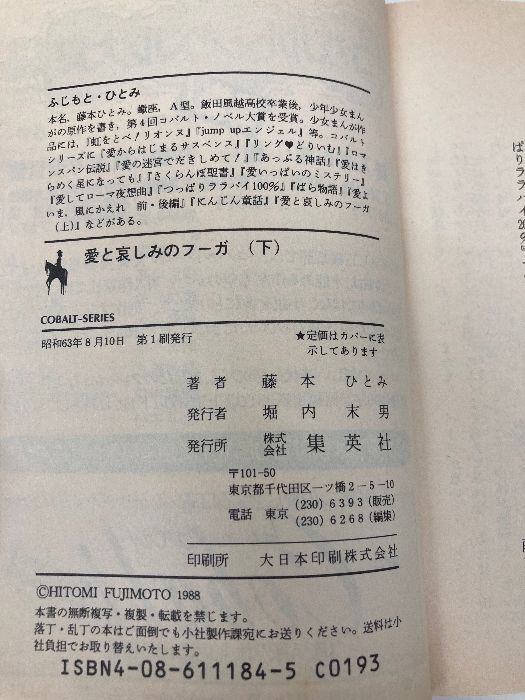 ふじもと・ひとみ
本名、藤本ひとみ。蠍座、A型。飯田風越高校卒業後、少年少女まん
がの原作を書き、第4回コバルト・ノベル大賞を受賞。少女まんが作
品には、『虹をとべ!リオンヌ』『jump upエンジェル』等。コバルト
シリーズに『愛からはじまるサスペンス』『リング♥どりいむ!』『ロマ
ンスパン伝説』『愛の迷宮でだきしめて!』『あっぷる神話』『愛はき
らめく星になっても』『さくらんぼ聖書』『愛いっぱいのミステリー』
『愛してローマ夜想曲』『つっぱりララバイ100%』『ばら物語』『愛よ
いま、風にかえれ 前・後編』『にんじん童話』『愛と哀しみのフーガ
(上)』などがある。
愛と哀しみのフーガ (下)
COBALT-SERIES
昭和63年8月10日 第1刷発行
★定価はカバーに表
示してあります
著者 藤本ひとみ
発行者 堀内末男
発行所 株式会社 集英社
〒101-50
東京都千代田区一ツ橋2-5-10
電話 東京 (230)6393(販売)
(230)6268(編集)
印刷所 大日本印刷株式会社
©HITOMI FUJIMOTO 1988
本書の無断複写・複製・転載を禁じます。
落丁・乱丁の本はご面倒でも小社製作課宛にお送りください。送料は小
社負担でお取り替えいたします。
ISBN4-08-611184-5 C0193